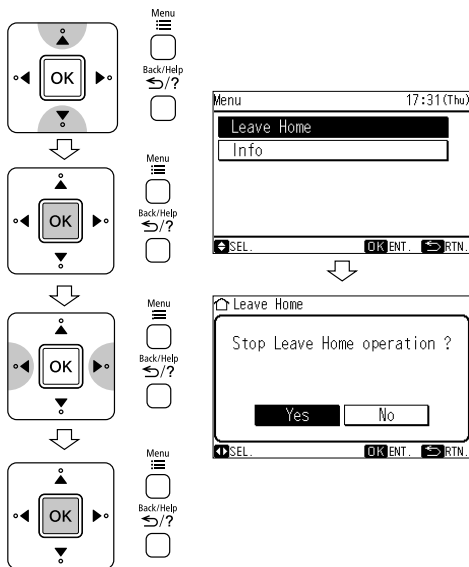 Menu
OK
Back/Help
/?
Menu
OK
Back/Help
/?
Menu
OK
Back/Help
/?
Menu
OK
Back/Help
/?
Menu 17:31(Thu)
Leave Home
Info
SEL. OK ENT. RTN.
Leave Home
Stop Leave Home operation ?
Yes No
SEL. OK ENT. RTN.